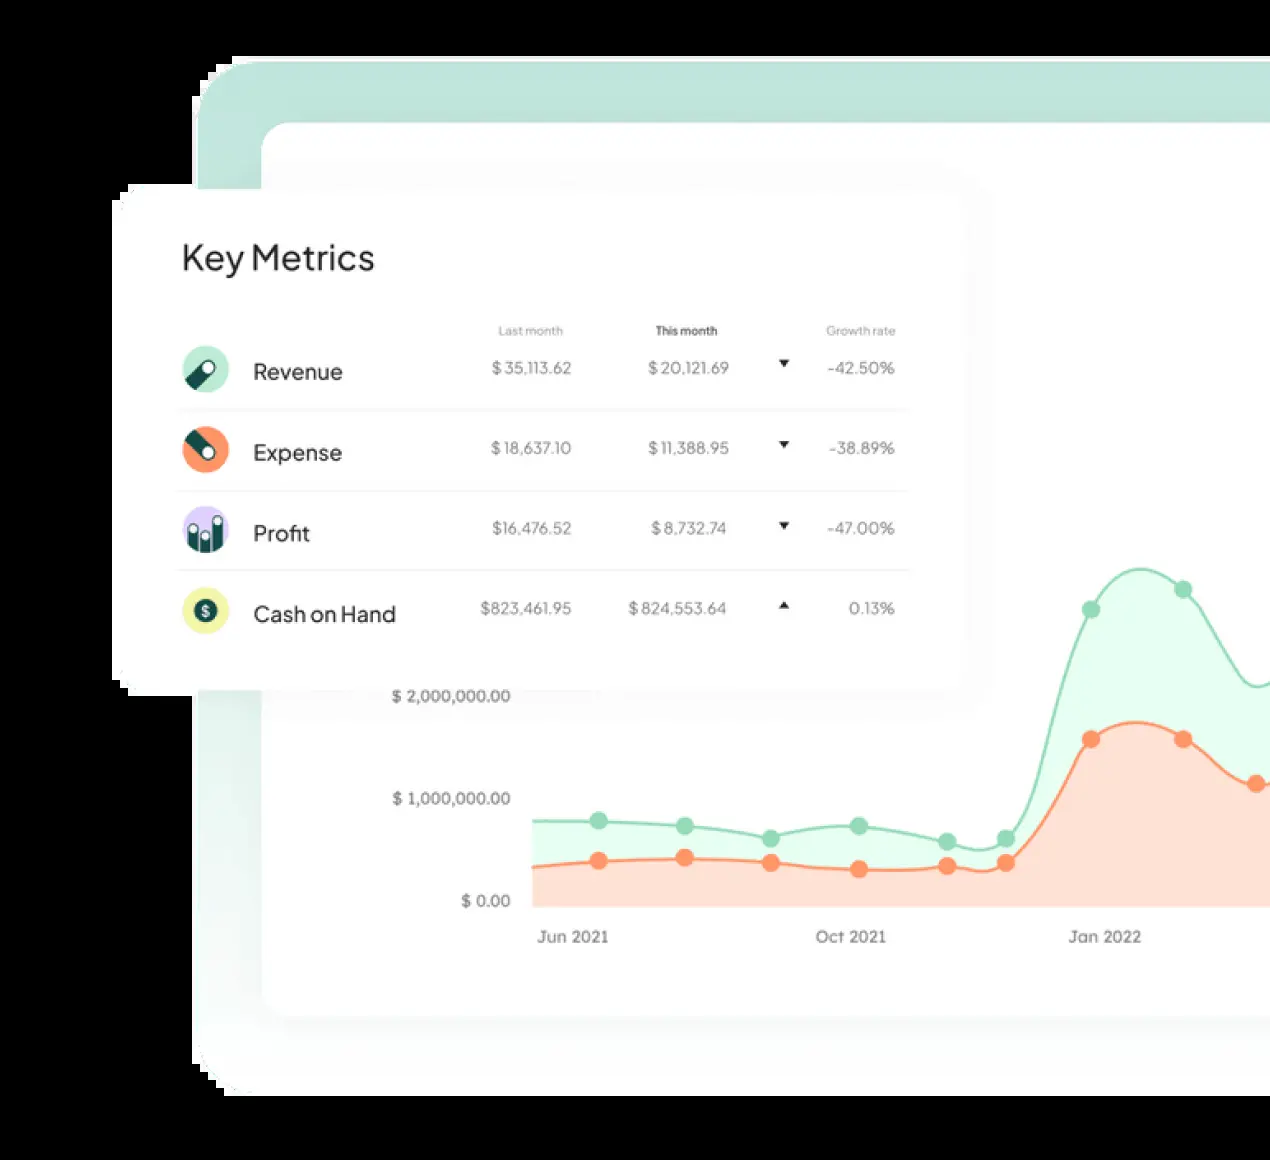 Key Metrics
Last month This month Growth rate
Revenue $ 35,113.62 $ 20,121.69 ▼ -42.50%
Expense $ 18,637.10 $ 11,388.95 ▼ -38.89%
Profit $16,476.52 $ 8,732.74 ▼ -47.00%
$ Cash on Hand $823,461.95 $ 824,553.64 ▲ 0.13%
$ 2,000,000.00
$ 1,000,000.00
$ 0.00
Jun 2021 Oct 2021 Jan 2022